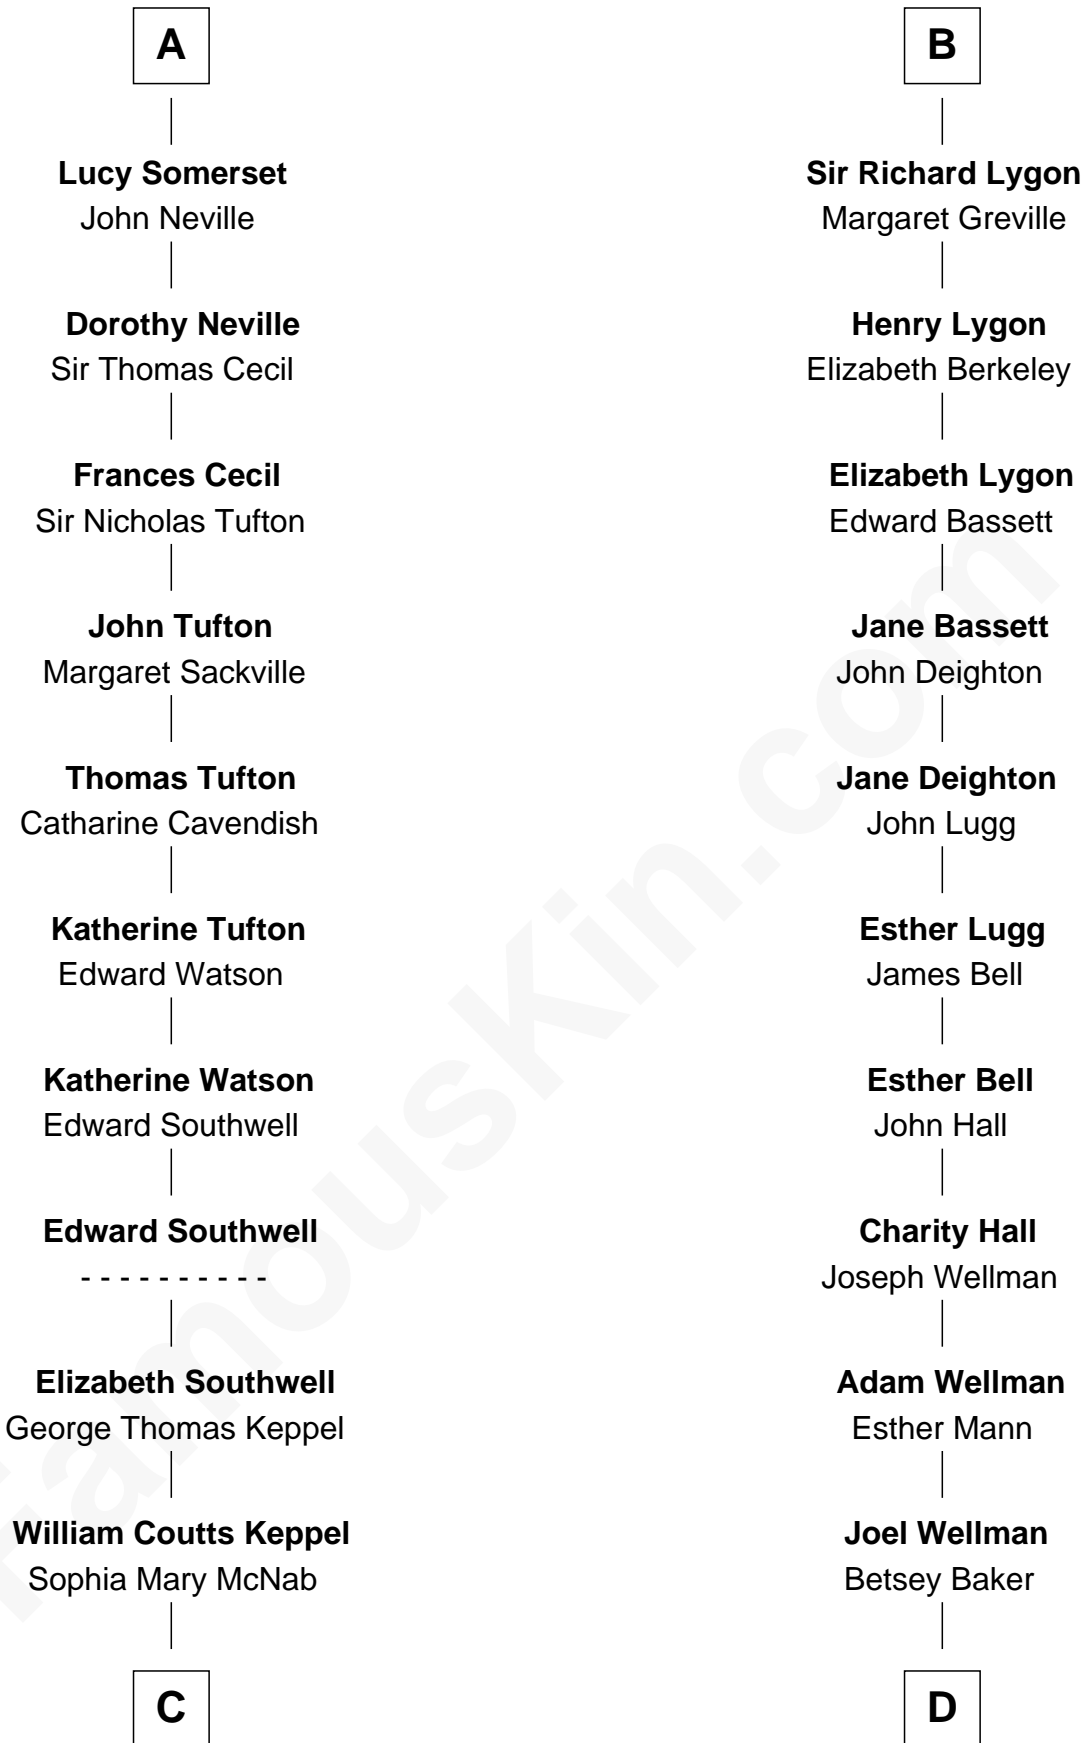 A
Lucy Somerset
John Neville
Dorothy Neville
Sir Thomas Cecil
Frances Cecil
Sir Nicholas Tufton
John Tufton
Margaret Sackville
Thomas Tufton
Catharine Cavendish
Katherine Tufton
Edward Watson
Katherine Watson
Edward Southwell
Edward Southwell
- - - - - - - - - -
Elizabeth Southwell
George Thomas Keppel
William Coutts Keppel
Sophia Mary McNab
C
B
Sir Richard Lygon
Margaret Greville
Henry Lygon
Elizabeth Berkeley
Elizabeth Lygon
Edward Bassett
Jane Bassett
John Deighton
Jane Deighton
John Lugg
Esther Lugg
James Bell
Esther Bell
John Hall
Charity Hall
Joseph Wellman
Adam Wellman
Esther Mann
Joel Wellman
Betsey Baker
D
FamousKin.com